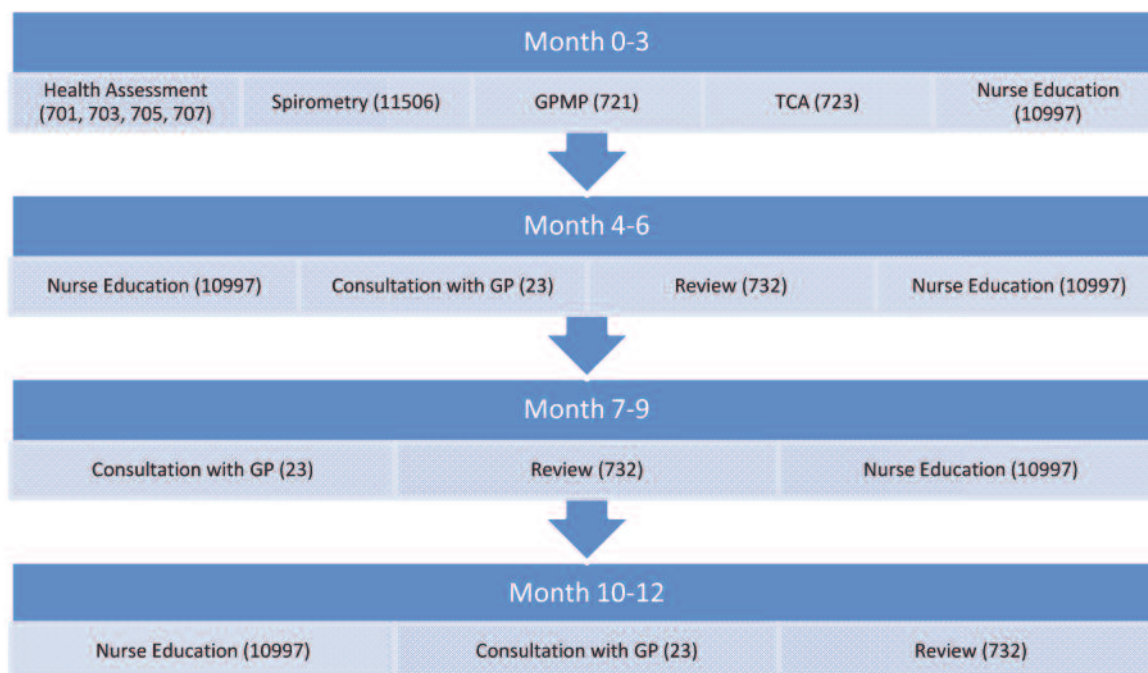 Month 0-3
Health Assessment
(701, 703, 705, 707)
Spirometry (11506)
GPMP (721)
TCA (723)
Nurse Education
(10997)
Month 4-6
Nurse Education (10997)
Consultation with GP (23)
Review (732)
Nurse Education (10997)
Month 7-9
Consultation with GP (23)
Review (732)
Nurse Education (10997)
Month 10-12
Nurse Education (10997)
Consultation with GP (23)
Review (732)